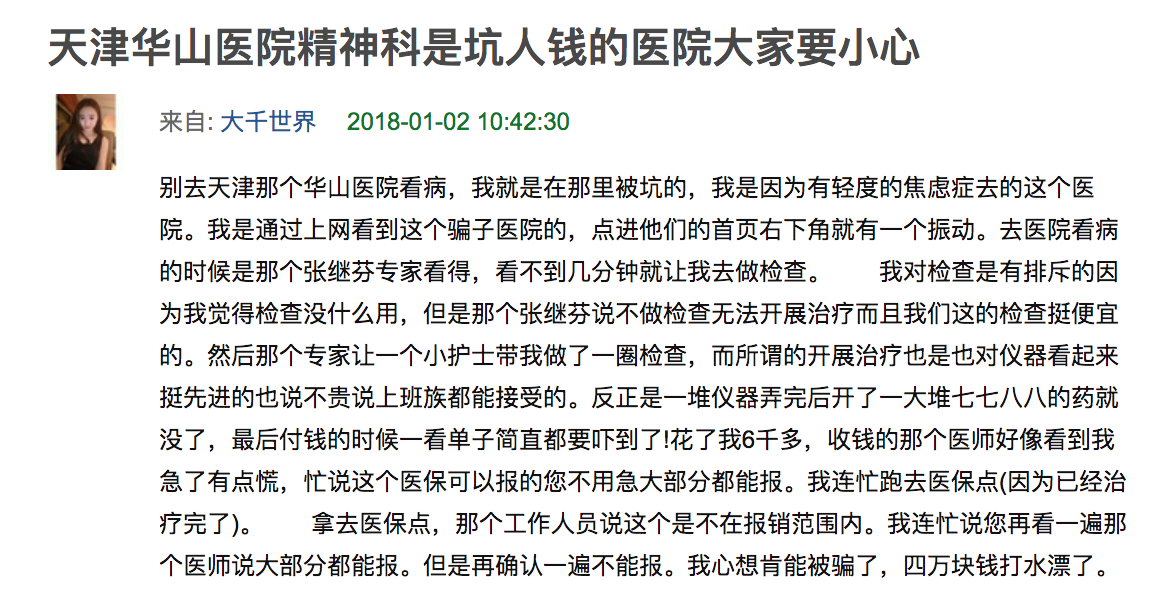 天津华山医院精神科是坑人钱的医院大家要小心
来自: 大千世界 2018-01-02 10:42:30
别去天津那个华山医院看病，我就是在那里被坑的，我是因为有轻度的焦虑症去的这个医
院。我是通过上网看到这个骗子医院的，点进他们的首页右下角就有一个振动。去医院看病
的时候是那个张继芬专家看得，看不到几分钟就让我去做检查。　　我对检查是有排斥的因
为我觉得检查没什么用，但是那个张继芬说不做检查无法开展治疗而且我们这的检查挺便宜
的。然后那个专家让一个小护士带我做了一圈检查，而所谓的开展治疗也是也对仪器看起来
挺先进的也说不贵说上班族都能接受的。反正是一堆仪器弄完后开了一大堆七七八八的药就
没了，最后付钱的时候一看单子简直都要吓到了!花了我6千多，收钱的那个医师好像看到我
急了有点慌，忙说这个医保可以报的您不用急大部分都能报。我连忙跑去医保点(因为已经治
疗完了)。　　拿去医保点，那个工作人员说这个是不在报销范围内。我连忙说您再看一遍那
个医师说大部分都能报。但是再确认一遍不能报。我心想肯能被骗了，四万块钱打水漂了。